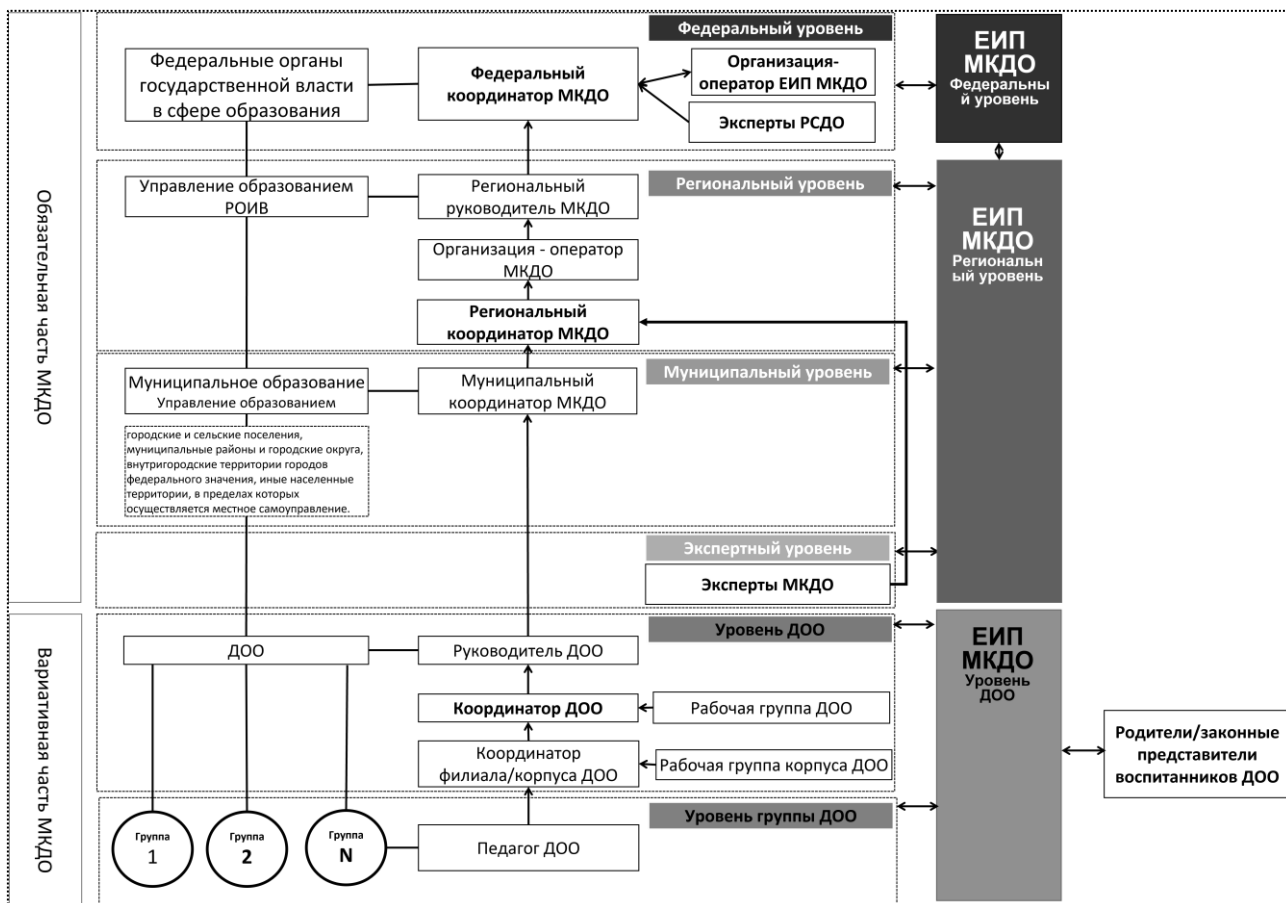 Обязательная часть МКДО
Федеральный уровень
Федеральные органы
государственной власти
в сфере образования
Федеральный
координатор МКДО
Организация-
оператор ЕИП МКДО
Эксперты РСДО
ЕИП
МКДО
Федеральны
й уровень
Региональный уровень
Управление образованием
РОИВ
Региональный
руководитель МКДО
Организация - оператор
МКДО
Региональный
координатор МКДО
ЕИП
МКДО
Региональн
ый уровень
Муниципальный уровень
Муниципальное образование
Управление образованием
Муниципальный
координатор МКДО
городские и сельские поселения,
муниципальные районы и городские округа,
внутригородские территории городов
федерального значения, иные населенные
территории, в пределах которых
осуществляется местное самоуправление.
Экспертный уровень
Эксперты МКДО
Вариативная часть МКДО
Уровень ДОО
ДОО
Руководитель ДОО
Координатор ДОО
Рабочая группа ДОО
Координатор
филиала/корпуса ДОО
Рабочая группа корпуса ДОО
ЕИП
МКДО
Уровень
ДОО
Родители/законные
представители
воспитанников ДОО
Уровень группы ДОО
Группа
1
Группа
2
Группа
N
Педагог ДОО